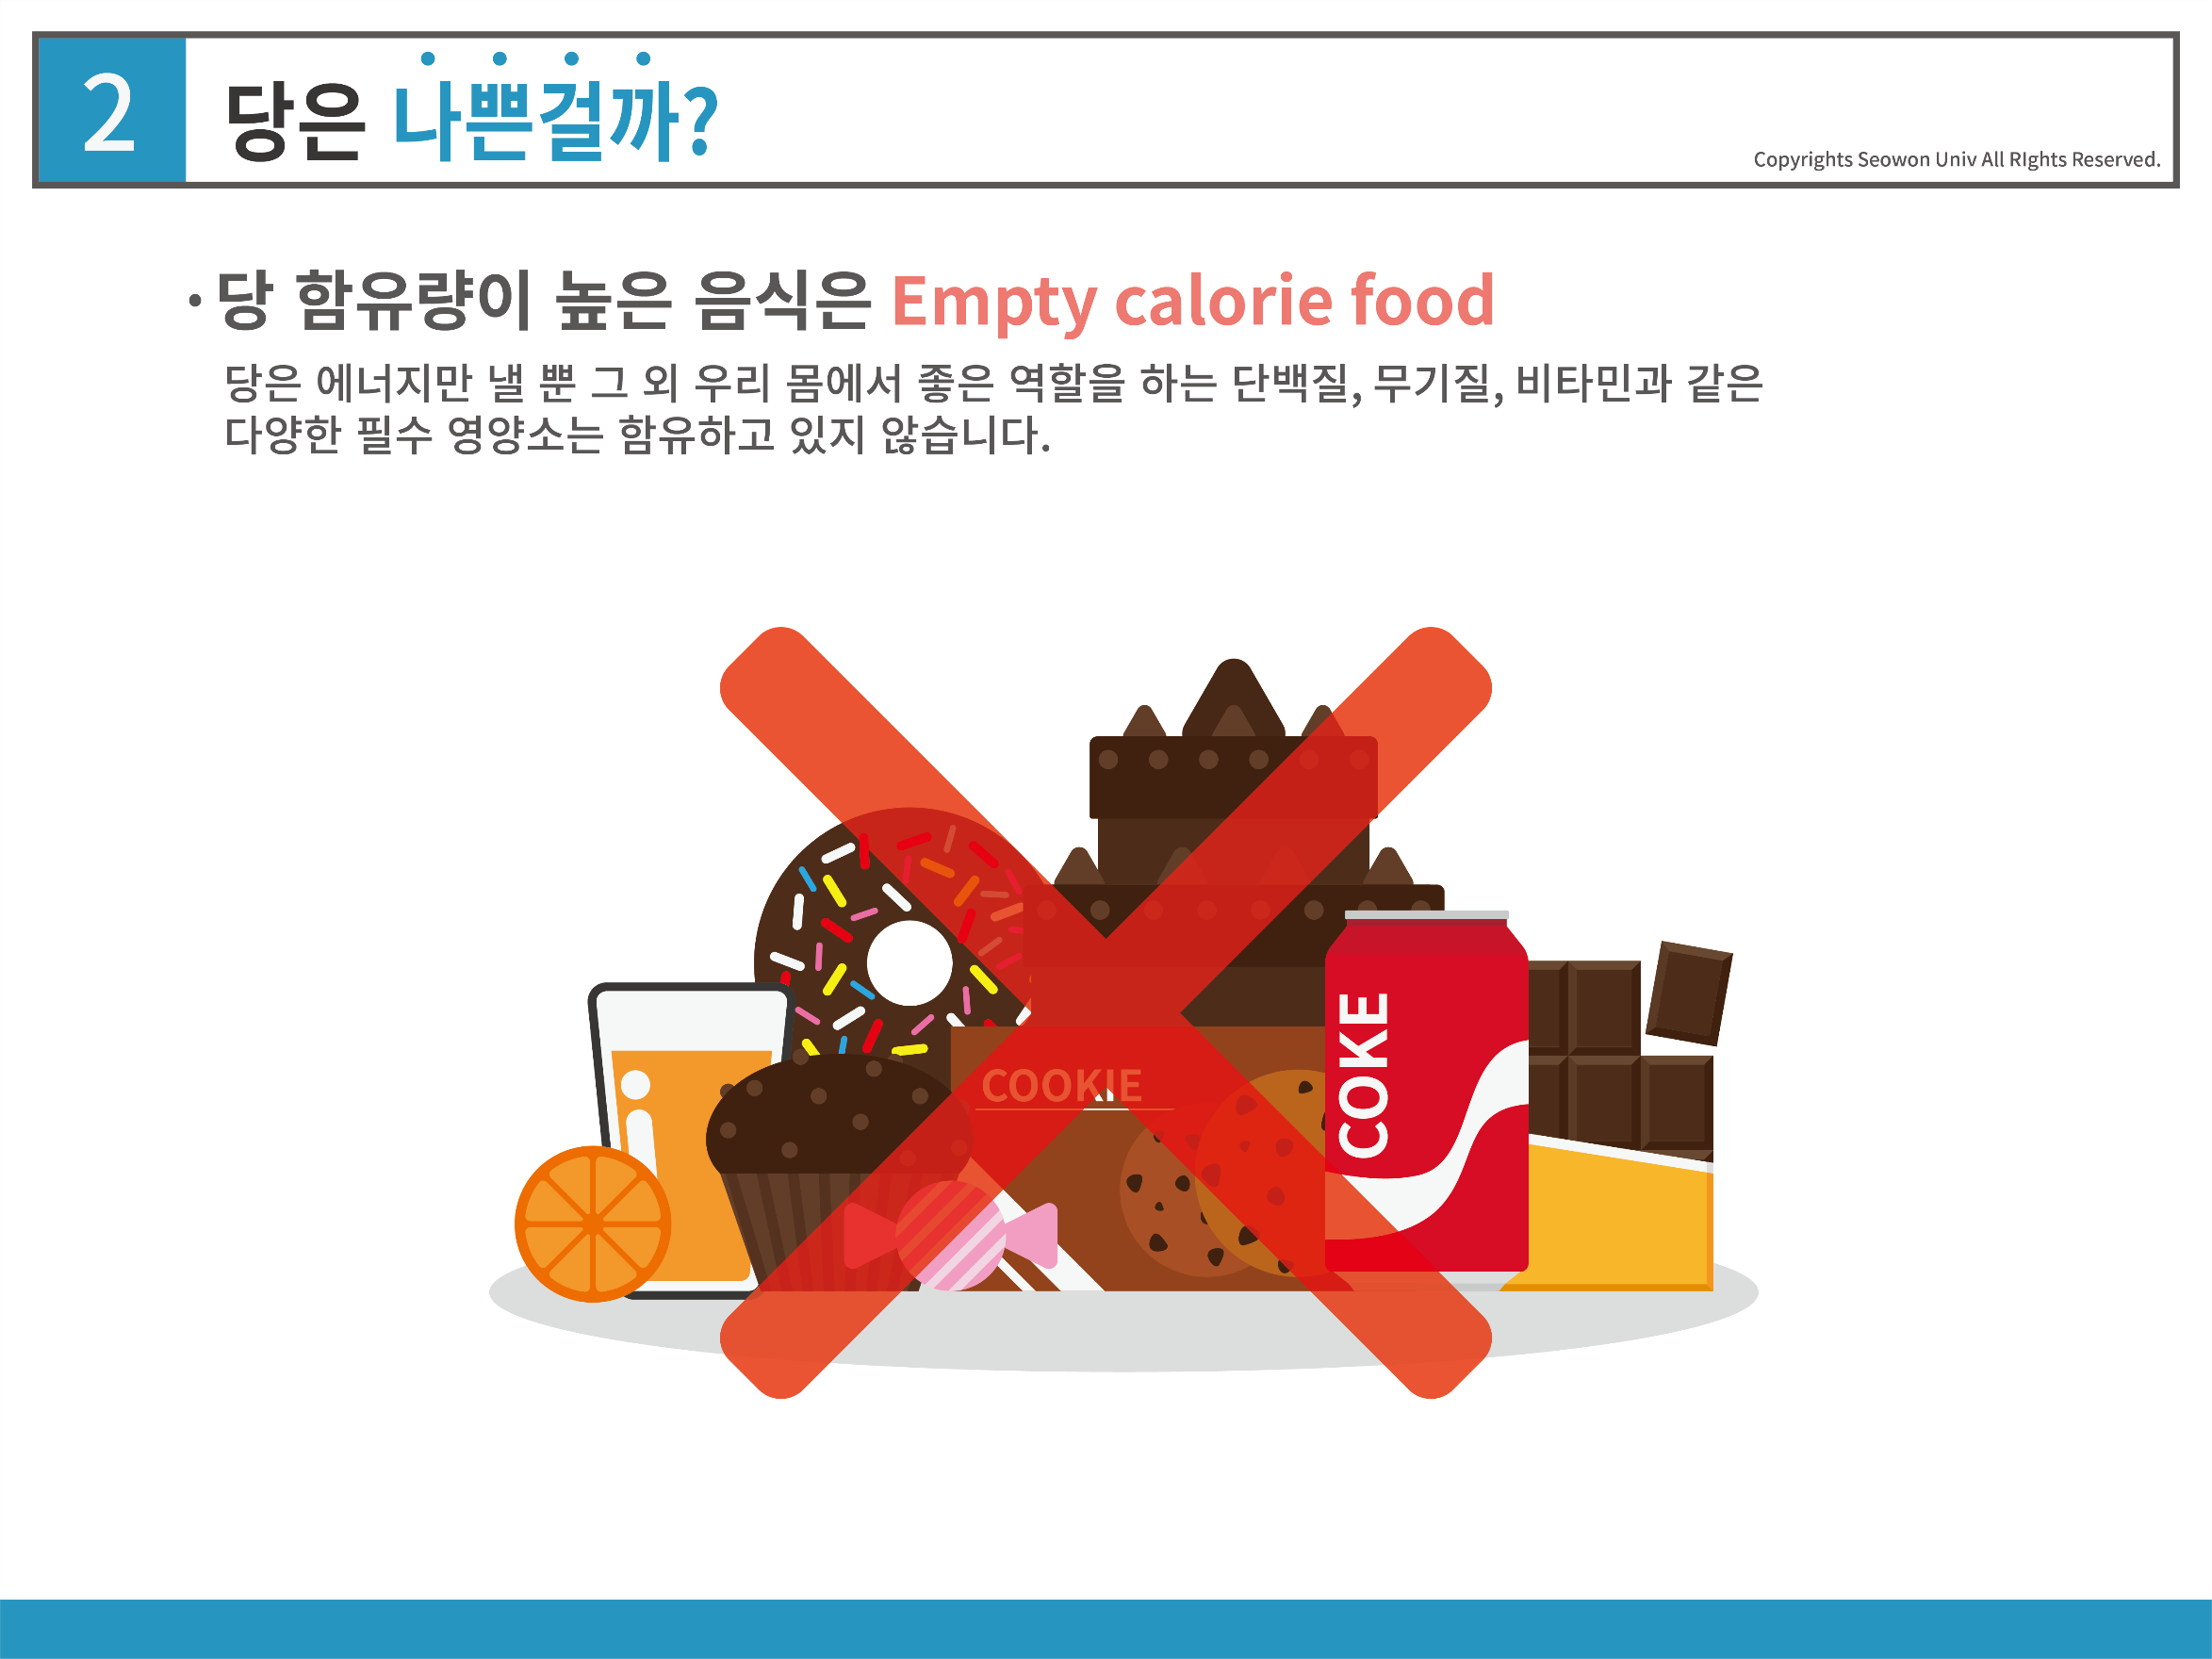 2
당은 나쁜걸까?
Copyrights Seowon Univ All RIghts Reserved.
· 당 함유량이 높은 음식은 Empty calorie food
당은 에너지만 낼 뿐 그 외 우리 몸에서 좋은 역할을 하는 단백질, 무기질, 비타민과 같은
다양한 필수 영양소는 함유하고 있지 않습니다.
COOKIE
COKE